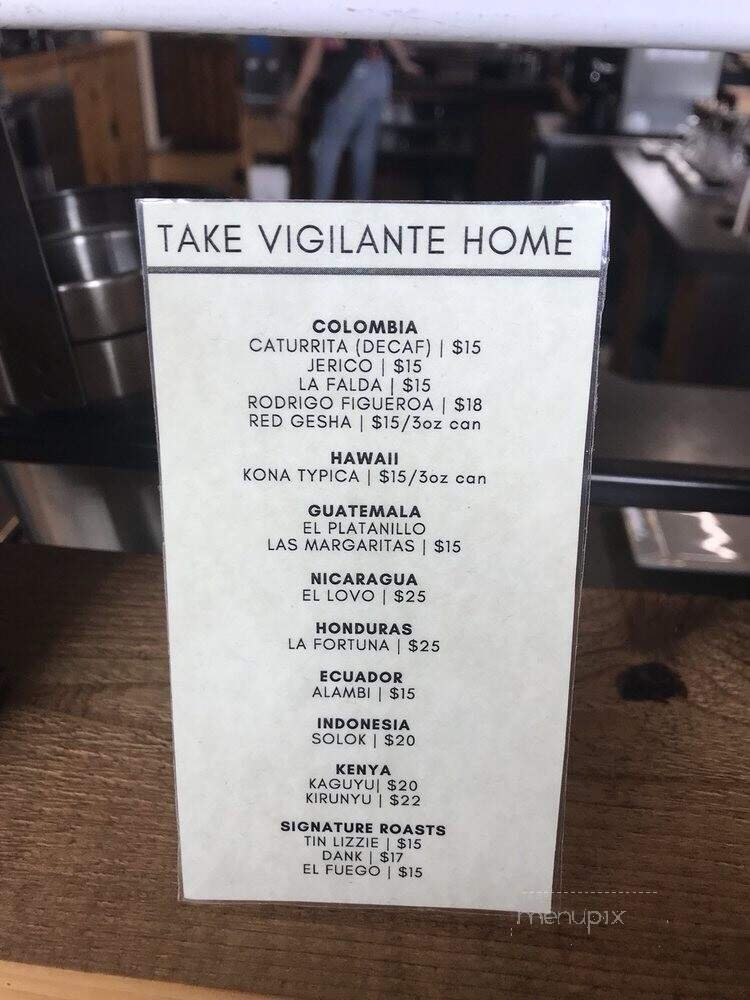 TAKE VIGILANTE HOME
COLOMBIA
CATURRITA (DECAF) | $15
JERICO | $15
LA FALDA | $15
RODRIGO FIGUEROA | $18
RED GESHA | $15/3oz can
HAWAII
KONA TYPICA | $15/3oz can
GUATEMALA
EL PLATANILLO
LAS MARGARITAS | $15
NICARAGUA
EL LOVO | $25
HONDURAS
LA FORTUNA | $25
ECUADOR
ALAMBI | $15
INDONESIA
SOLOK | $20
KENYA
KAGUYU| $20
KIRUNYU | $22
SIGNATURE ROASTS
TIN LIZZIE | $15
DANK | $17
EL FUEGO | $15
menupix